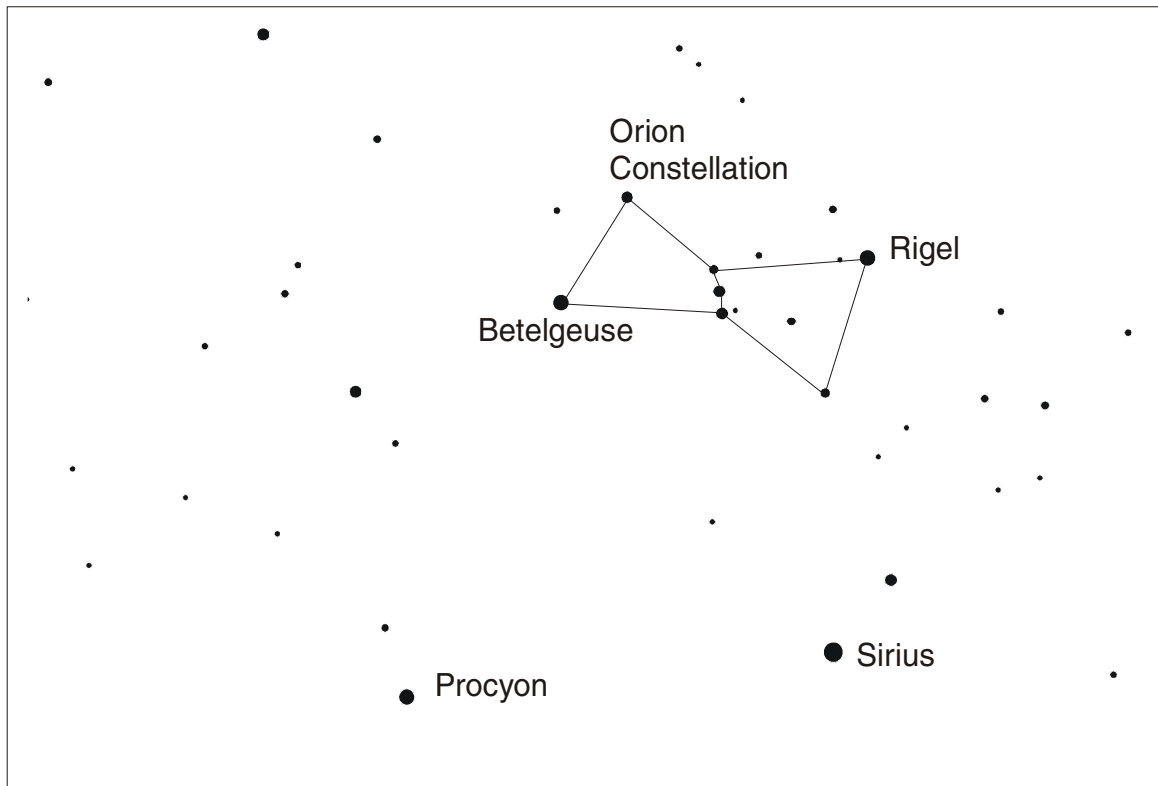 Orion
Constellation
Rigel
Betelgeuse
Sirius
Procyon